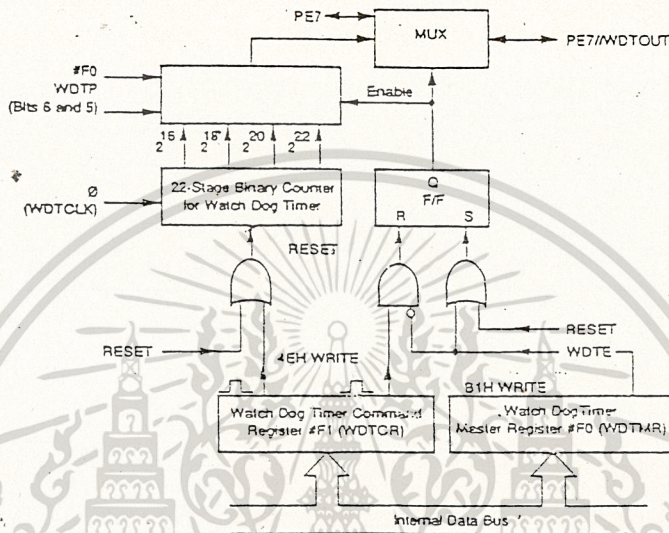 PE7
MUX
PE7//WDTOUT
#F0
WDTP
(Bits 6 and 5)
Enable
2^16 2^18 2^20 2^22
Ø
(WDTCLK)
22-Stage Binary Counter
for Watch Dog Timer
Q
F/F
R S
RESET
RESET
RESET
WDTE
4EH WRITE
B1H WRITE
Watch Dog Timer Command
Register #F1 (WDTCR)
Watch Dog Timer
Master Register #F0 (WDTMR)
Internal Data Bus